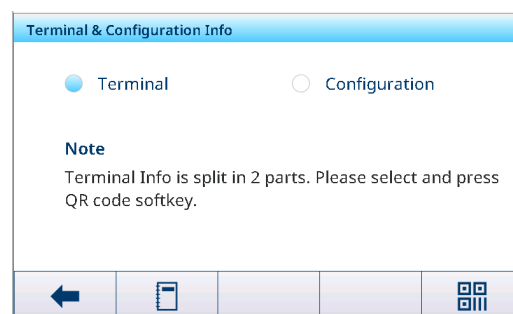 Terminal & Configuration Info
Terminal
Configuration
Note
Terminal Info is split in 2 parts. Please select and press
QR code softkey.